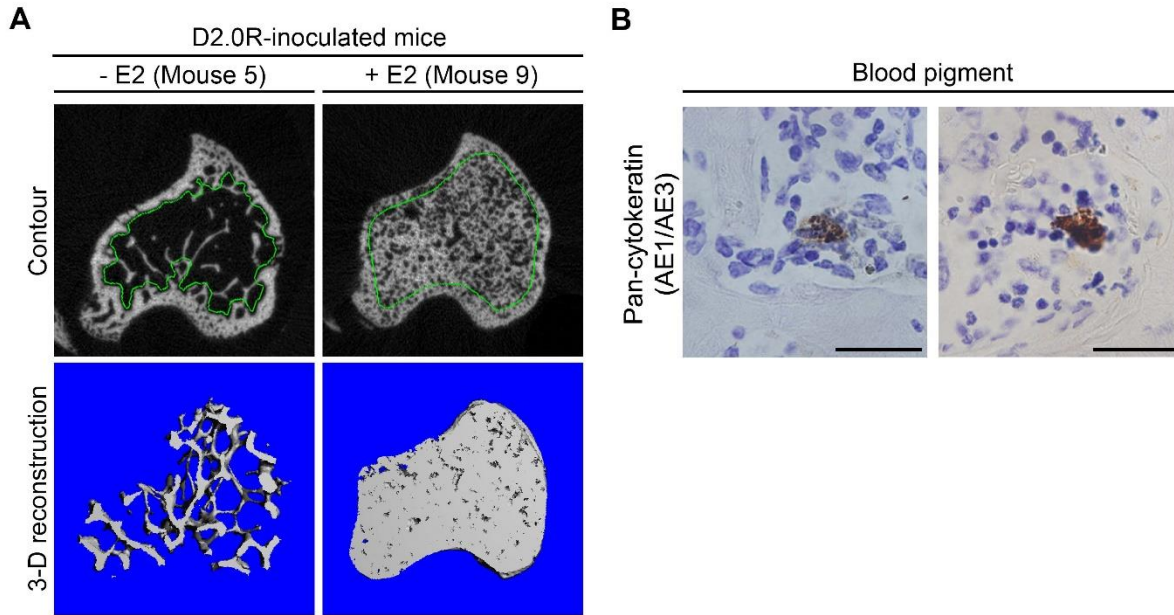 A
D2.0R-inoculated mice
- E2 (Mouse 5)
+ E2 (Mouse 9)
Contour
3-D reconstruction
B
Blood pigment
Pan-cytokeratin
(AE1/AE3)